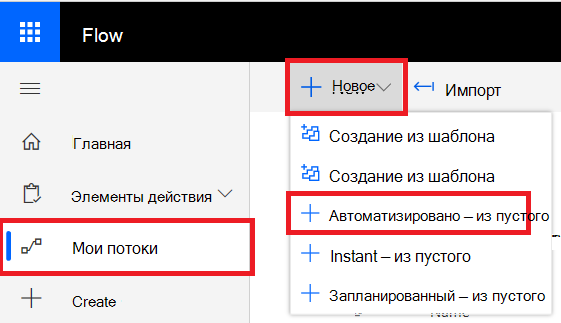 Flow
Новое
Импорт
Главная
Элементы действия
Мои потоки
Create
Создание из шаблона
Создание из шаблона
Автоматизировано – из пустого
Instant – из пустого
Запланированный – из пустого
Name